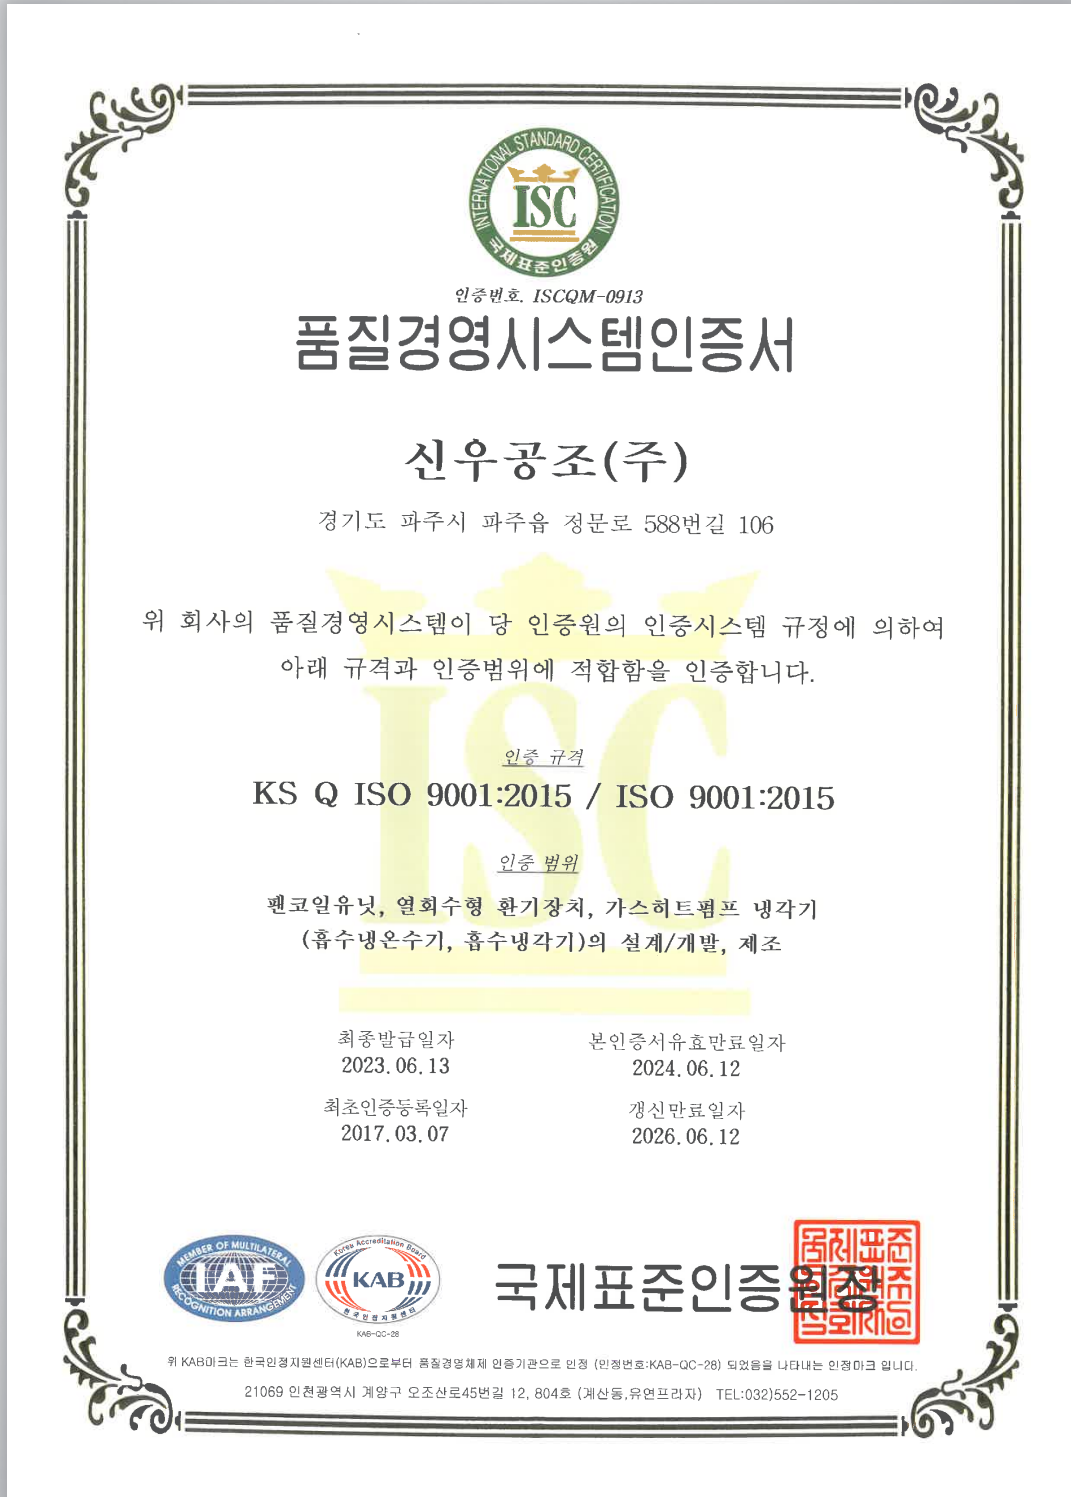 INTERNATIONAL STANDARD CERTIFICATION
ISC
국제표준인증원
인증번호. ISCQM-0913
품질경영시스템인증서
신우공조(주)
경기도 파주시 파주읍 정문로 588번길 106
위 회사의 품질경영시스템이 당 인증원의 인증시스템 규정에 의하여
아래 규격과 인증범위에 적합함을 인증합니다.
ISC
인증 규격
KS Q ISO 9001:2015 / ISO 9001:2015
인증 범위
팬코일유닛, 열회수형 환기장치, 가스히트펌프 냉각기
(흡수냉온수기, 흡수냉각기)의 설계/개발, 제조
최종발급일자
2023.06.13
본인증서유효만료일자
2024.06.12
최초인증등록일자
2017.03.07
갱신만료일자
2026.06.12
MEMBER OF MULTILATERAL
IAF
RECOGNITION ARRANGEMENT
Korea Accreditation Board
KAB
한국인정지원센터
KAB-QC-28
국제표준인증원장
위 KAB마크는 한국인정지원센터(KAB)으로부터 품질경영체제 인증기관으로 인정 (인정번호:KAB-QC-28) 되었음을 나타내는 인정마크 입니다.
21069 인천광역시 계양구 오조산로45번길 12, 804호 (계산동,유연프라자) TEL:032)552-1205